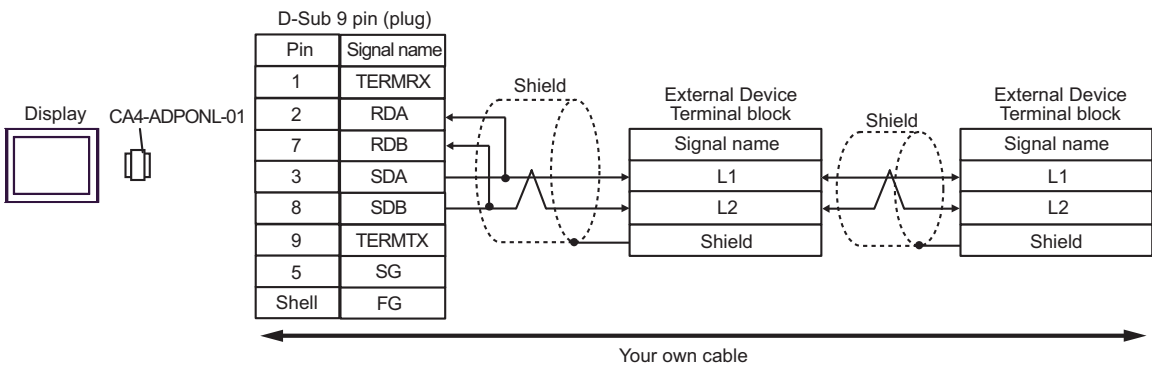 D-Sub 9 pin (plug)
Pin Signal name
1 TERMRX
2 RDA
7 RDB
3 SDA
8 SDB
9 TERMTX
5 SG
Shell FG
Display
CA4-ADPONL-01
Shield
External Device
Terminal block
Signal name
L1
L2
Shield
Shield
External Device
Terminal block
Signal name
L1
L2
Shield
Your own cable